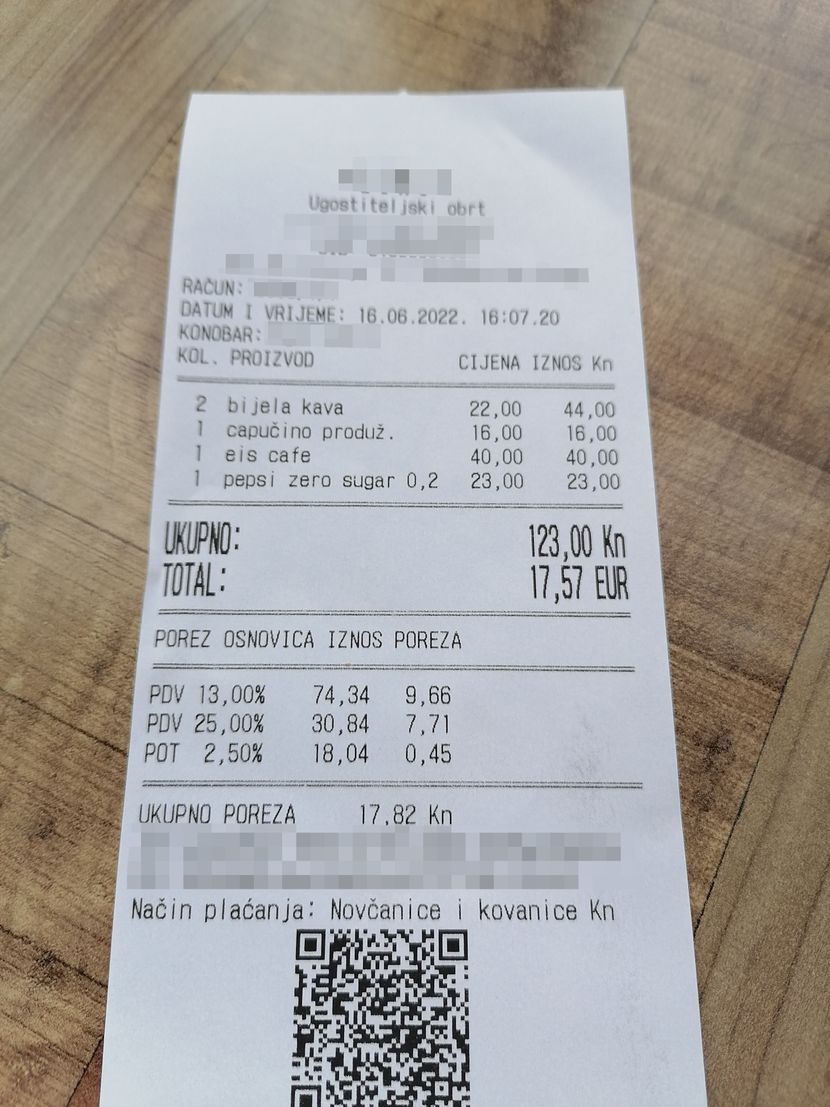 Ugostiteljski obrt
RAČUN:
DATUM I VRIJEME: 16.06.2022. 16:07.20
KONOBAR:
KOL. PROIZVOD CIJENA IZNOS Kn
2 bijela kava 22,00 44,00
1 capučino produž. 16,00 16,00
1 eis cafe 40,00 40,00
1 pepsi zero sugar 0,2 23,00 23,00
UKUPNO: 123,00 Kn
TOTAL: 17,57 EUR
POREZ OSNOVICA IZNOS POREZA
PDV 13,00% 74,34 9,66
PDV 25,00% 30,84 7,71
POT 2,50% 18,04 0,45
UKUPNO POREZA 17,82 Kn
Način plaćanja: Novčanice i kovanice Kn